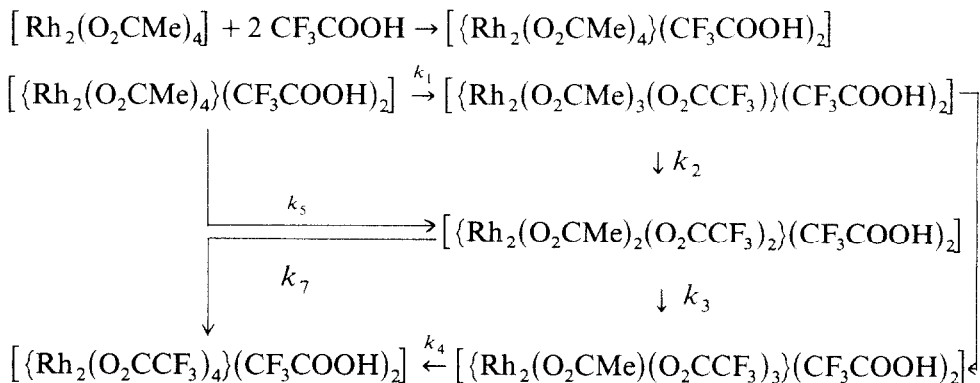 [Rh₂(O₂CMe)₄] + 2 CF₃COOH → [{Rh₂(O₂CMe)₄}(CF₃COOH)₂]
[{Rh₂(O₂CMe)₄}(CF₃COOH)₂] k₁ → [{Rh₂(O₂CMe)₃(O₂CCF₃)}(CF₃COOH)₂]
↓ k₂
k₅
[{Rh₂(O₂CMe)₂(O₂CCF₃)₂}(CF₃COOH)₂]
k₇
↓ k₃
[{Rh₂(O₂CCF₃)₄}(CF₃COOH)₂] k₄ ← [{Rh₂(O₂CMe)(O₂CCF₃)₃}(CF₃COOH)₂]